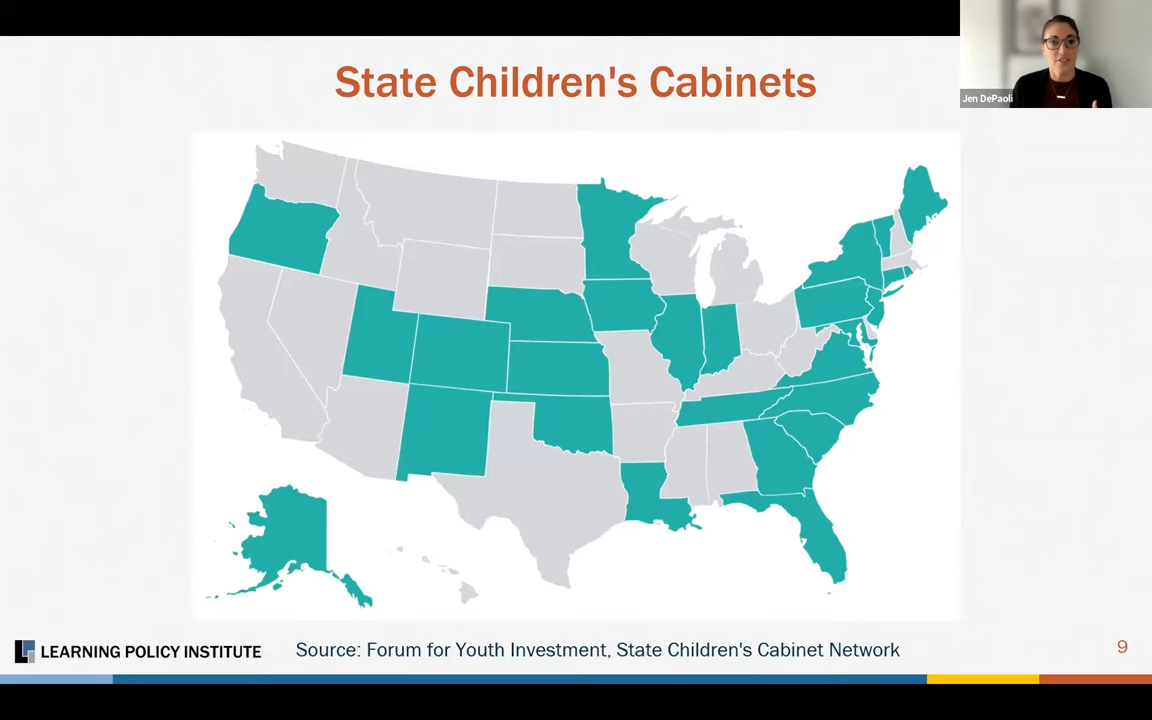 State Children's Cabinets
Jen DePaoli
LEARNING POLICY INSTITUTE
Source: Forum for Youth Investment, State Children's Cabinet Network
9